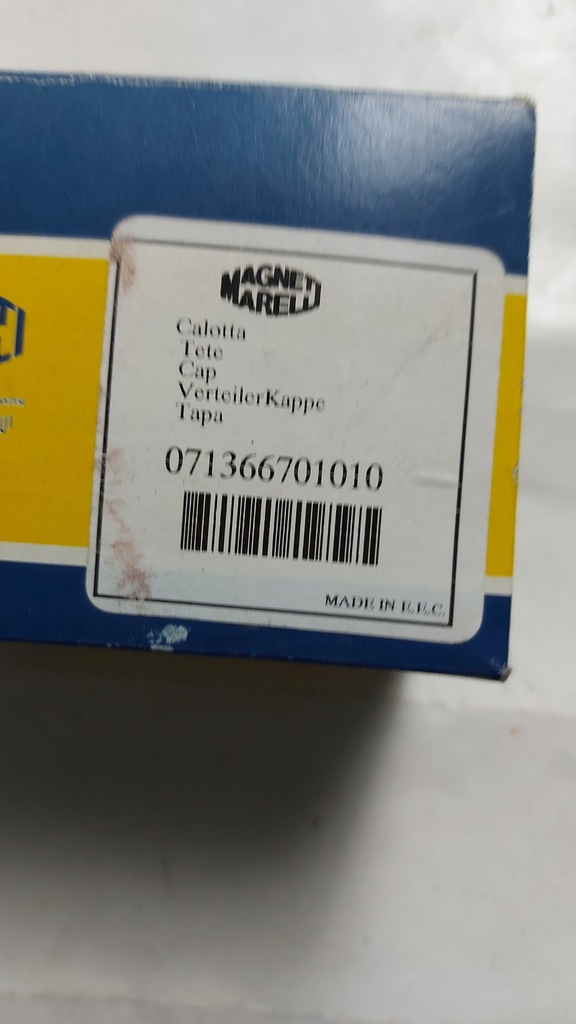 MAGNETI
MARELLI
Calotta
Tete
Cap
VerteilerKappe
Tapa
071366701010
MADE IN E.E.C.